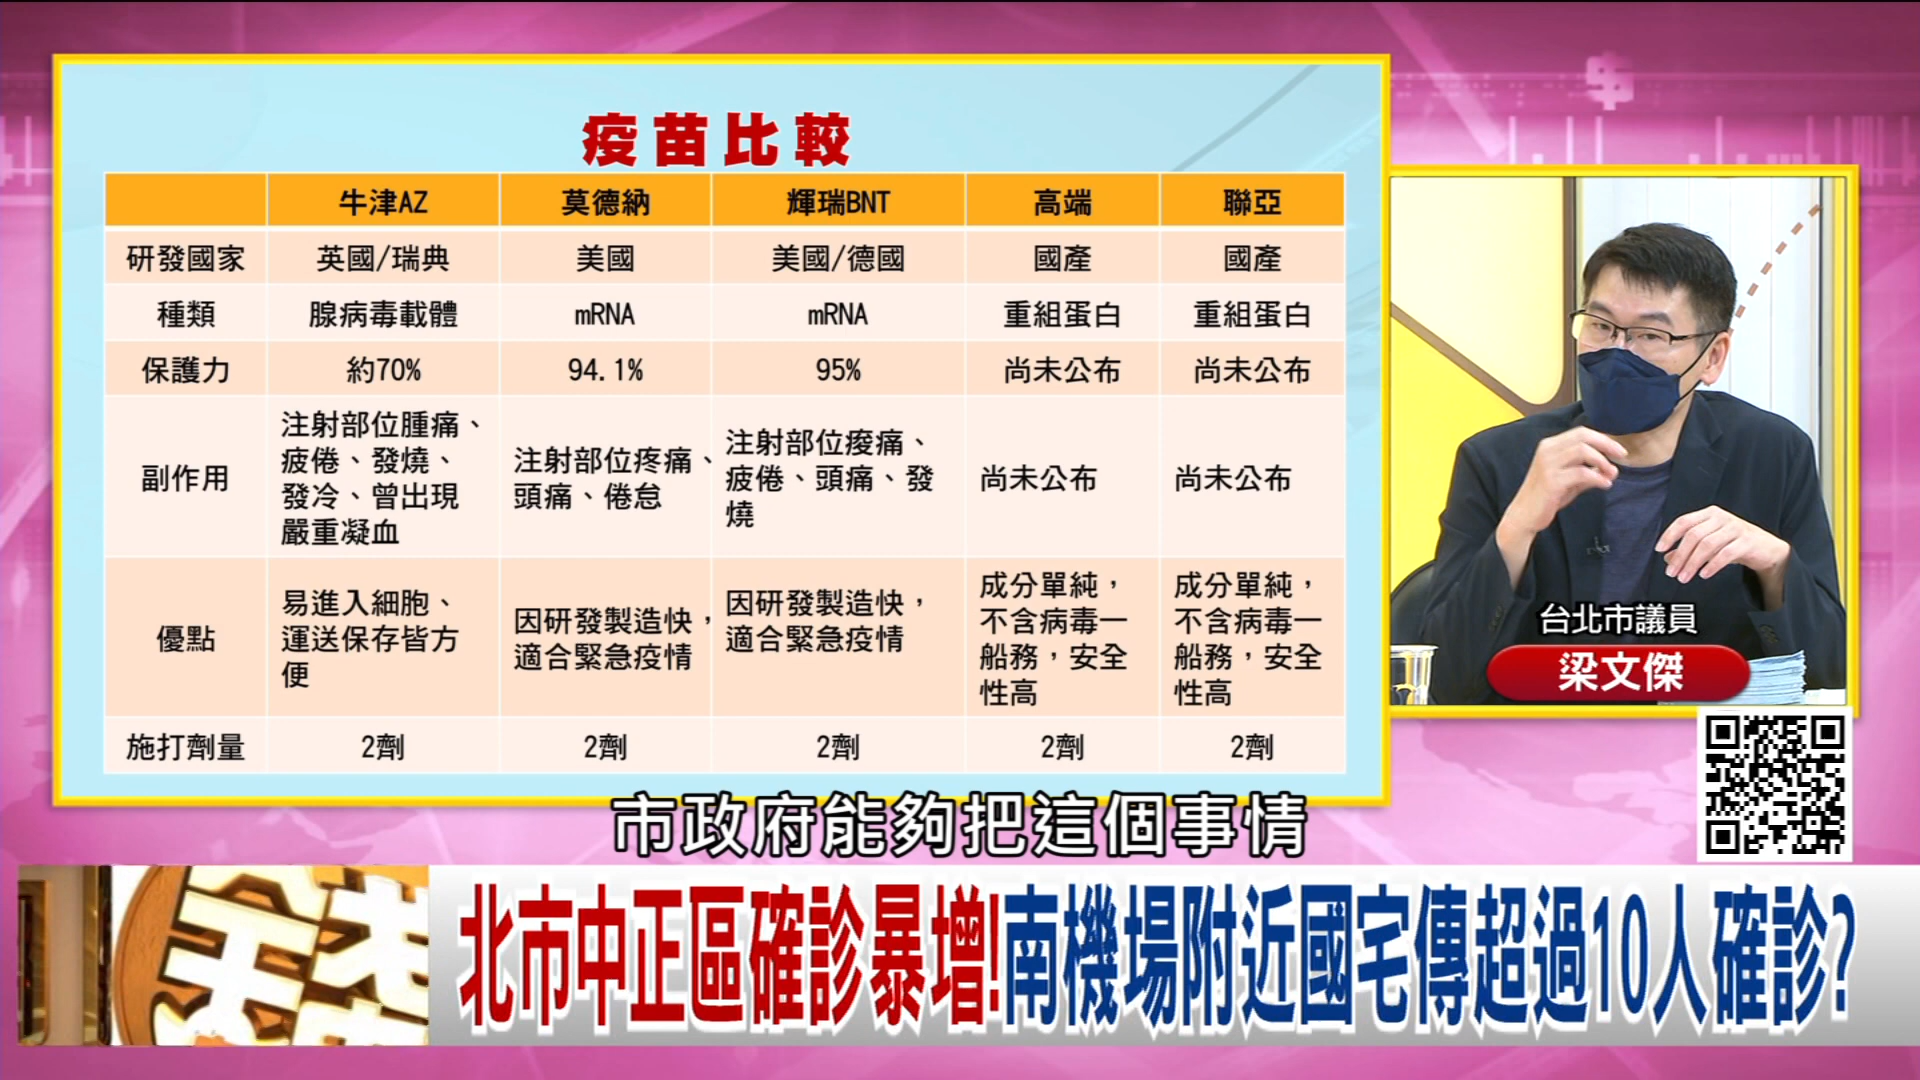 疫苗比較
牛津AZ 莫德納 輝瑞BNT 高端 聯亞
研發國家 英國/瑞典 美國 美國/德國 國產 國產
種類 腺病毒載體 mRNA mRNA 重組蛋白 重組蛋白
保護力 約70% 94.1% 95% 尚未公布 尚未公布
副作用
注射部位腫痛、
疲倦、發燒、
發冷、曾出現
嚴重凝血
注射部位疼痛、
頭痛、倦怠
注射部位痠痛、
疲倦、頭痛、發
燒
尚未公布
尚未公布
優點
易進入細胞、
運送保存皆方
便
因研發製造快,
適合緊急疫情
因研發製造快,
適合緊急疫情
成分單純,
不含病毒一
船務,安全
性高
成分單純,
不含病毒一
船務,安全
性高
施打劑量 2劑 2劑 2劑 2劑 2劑
台北市議員
梁文傑
市政府能夠把這個事情
北市中正區確診暴增!南機場附近國宅傳超過10人確診?